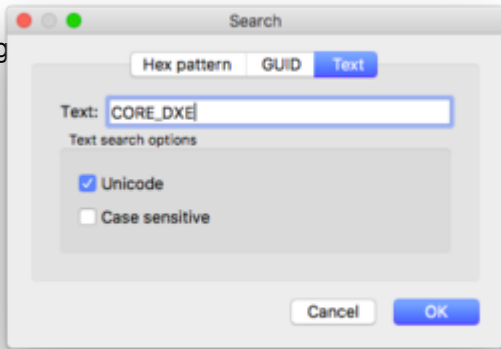 Search
g
Hex pattern GUID Text
Text: CORE_DXE
Text search options
Unicode
Case sensitive
Cancel OK